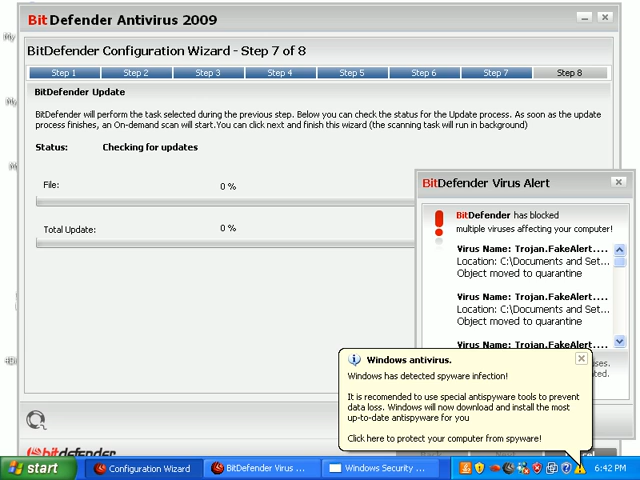 BitDefender Antivirus 2009
My
BitDefender Configuration Wizard - Step 7 of 8
Step 1 Step 2 Step 3 Step 4 Step 5 Step 6 Step 7 Step 8
BitDefender Update
My
BitDefender will perform the task selected during the previous step. Below you can check the status for the Update process. As soon as the update
process finishes, an On-demand scan will start.You can click next and finish this wizard (the scanning task will run in background)
Status: Checking for updates
File: 0 %
Total Update: 0 %
BitDefender Virus Alert
BitDefender has blocked
multiple viruses affecting your computer!
Virus Name: Trojan.FakeAlert....
Location: C:\Documents and Set...
Object moved to quarantine
Virus Name: Trojan.FakeAlert....
Location: C:\Documents and Set...
Object moved to quarantine
Windows antivirus.
Windows has detected spyware infection!
It is recomended to use special antispyware tools to prevent
data loss. Windows will now download and install the most
up-to-date antispyware for you
Click here to protect your computer from spyware!
bitdefender
start Configuration Wizard BitDefender Virus ... Windows Security ... 6:42 PM